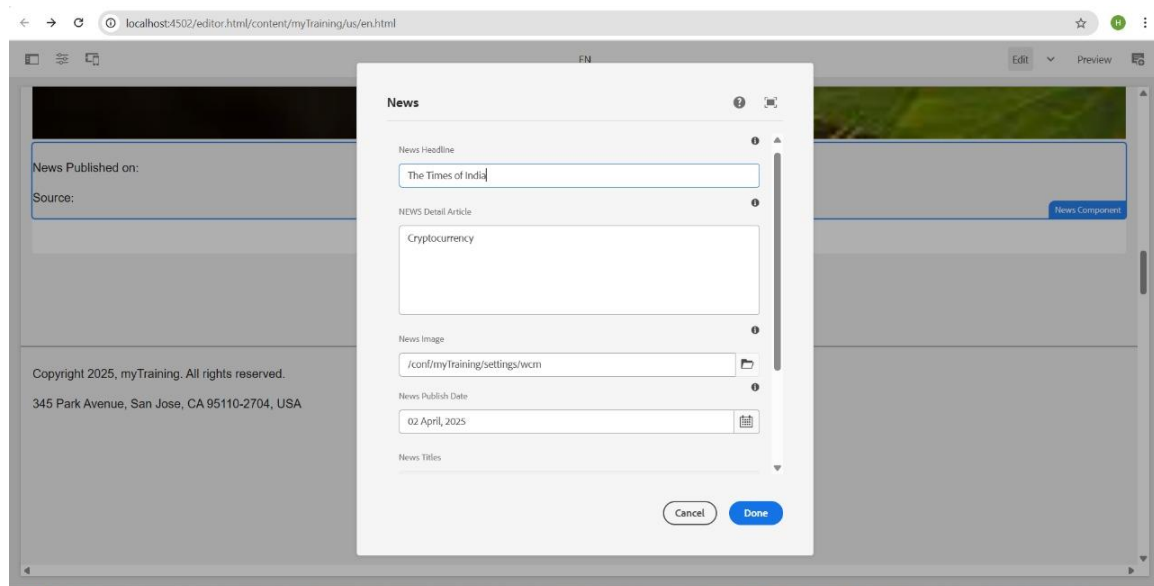 localhost:4502/editor.html/content/myTraining/us/en.html
H
EN
Edit
Preview
News
News Headline
The Times of India
NEWS Detail Article
Cryptocurrency
News Image
/conf/myTraining/settings/wcm
News Publish Date
02 April, 2025
News Titles
Cancel
Done
News Published on:
Source:
News Component
Copyright 2025, myTraining. All rights reserved.
345 Park Avenue, San Jose, CA 95110-2704, USA